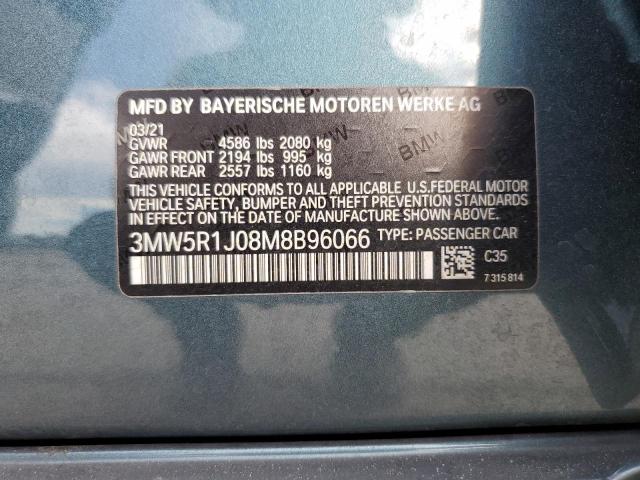 MFD BY BAYERISCHE MOTOREN WERKE AG
03/21
GVWR 4586 lbs 2080 kg
GAWR FRONT 2194 lbs 995 kg
GAWR REAR 2557 lbs 1160 kg
THIS VEHICLE CONFORMS TO ALL APPLICABLE U.S.FEDERAL MOTOR
VEHICLE SAFETY, BUMPER, AND THEFT PREVENTION STANDARDS
IN EFFECT ON THE DATE OF MANUFACTURE SHOWN ABOVE.
3MW5R1J08M8B96066 TYPE: PASSENGER CAR
C35
7 315 814